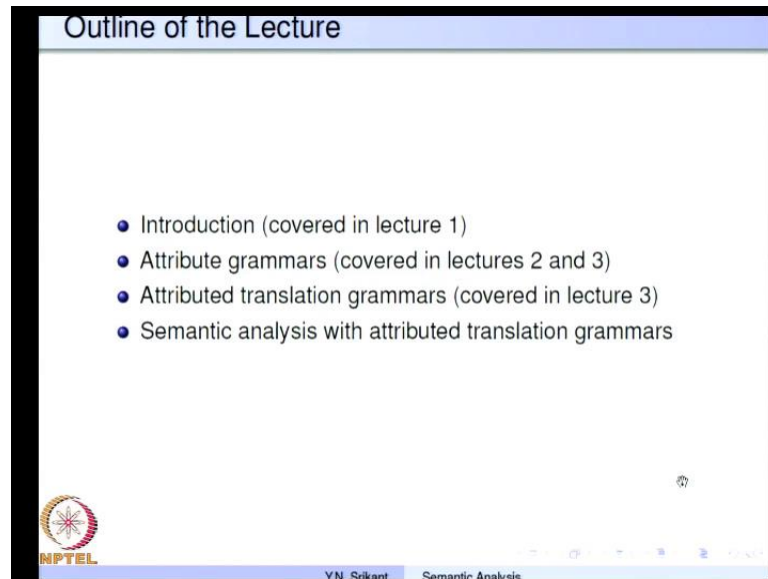 Outline of the Lecture
Introduction (covered in lecture 1)
Attribute grammars (covered in lectures 2 and 3)
Attributed translation grammars (covered in lecture 3)
Semantic analysis with attributed translation grammars
NPTEL
Y.N. Srikant Semantic Analysis